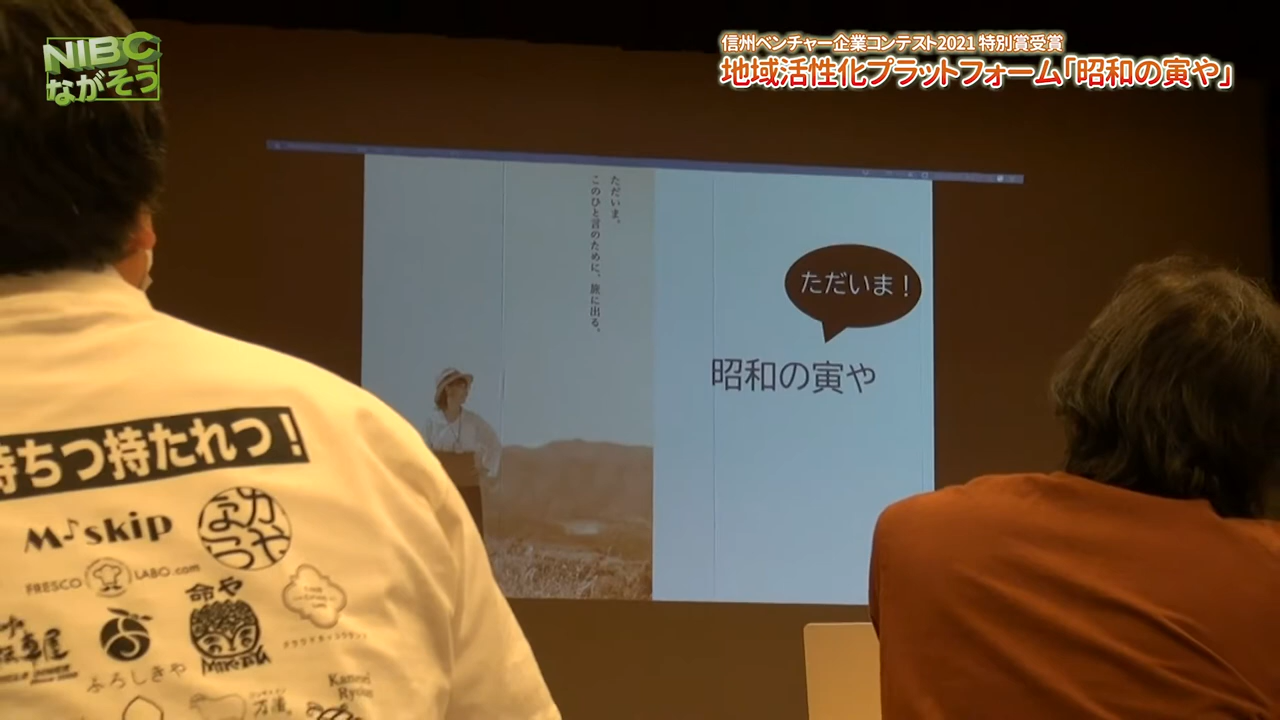 NIBC
ながそう
信州ベンチャー企業コンテスト2021 特別賞受賞
地域活性化プラットフォーム「昭和の寅や」
ただいま。
このひと言のために、旅に出る。
ただいま！
昭和の寅や
持ちつ持たれつ！
M♪skip
FRESCO LABO.com
命や
ふろしきや
万漬